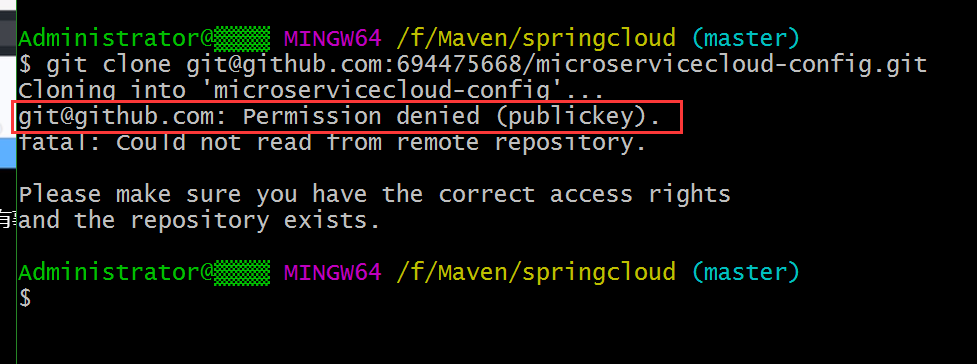 Administrator@▒▒▒▒ MINGW64 /f/Maven/springcloud (master)
$ git clone git@github.com:694475668/microservicecloud-config.git
Cloning into 'microservicecloud-config'...
git@github.com: Permission denied (publickey).
fatal: Could not read from remote repository.
Please make sure you have the correct access rights
有
and the repository exists.
Administrator@▒▒▒▒ MINGW64 /f/Maven/springcloud (master)
$